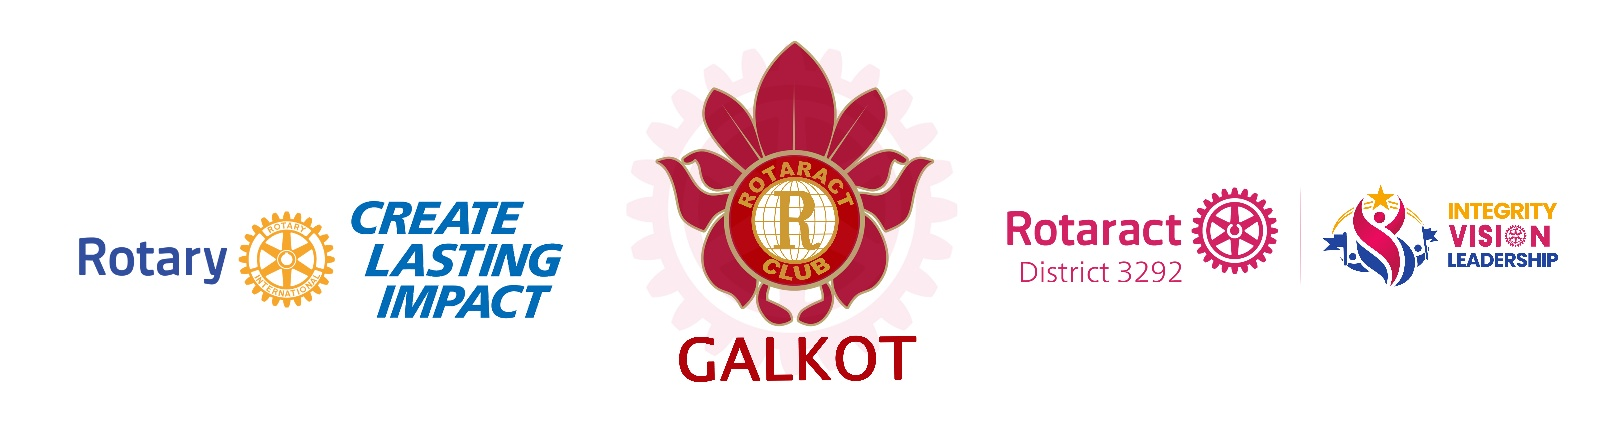 Rotary
ROTARY
INTERNATIONAL
CREATE
LASTING
IMPACT
ROTARACT
R
CLUB
GALKOT
Rotaract
District 3292
INTEGRITY
VISION
LEADERSHIP